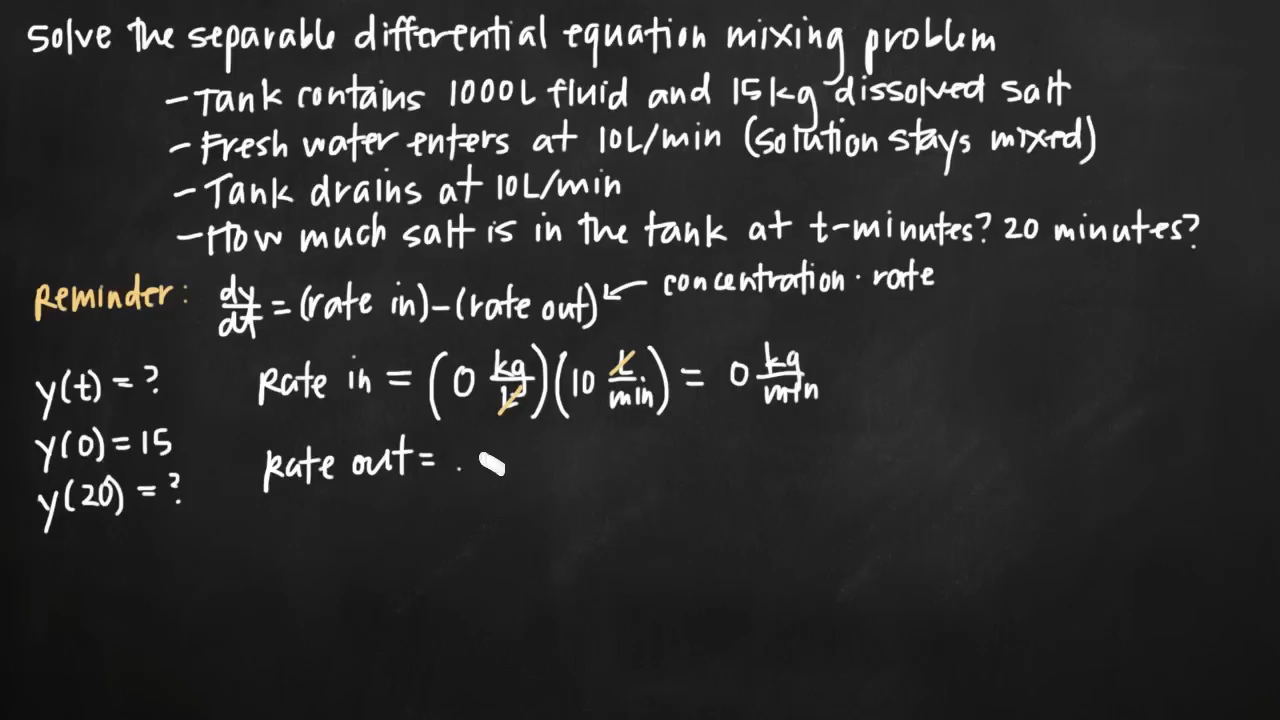 Solve the separable differential equation mixing problem
- Tank contains 1000L fluid and 15kg dissolved salt
- Fresh water enters at 10L/min (solution stays mixed)
- Tank drains at 10L/min
- How much salt is in the tank at t-minutes? 20 minutes?
Reminder: dy/dt = (rate in) - (rate out) ← concentration · rate
y(t) = ?
Rate in = (0 kg/L)(10 L/min) = 0 kg/min
y(0) = 15
Rate out = .
y(20) = ?